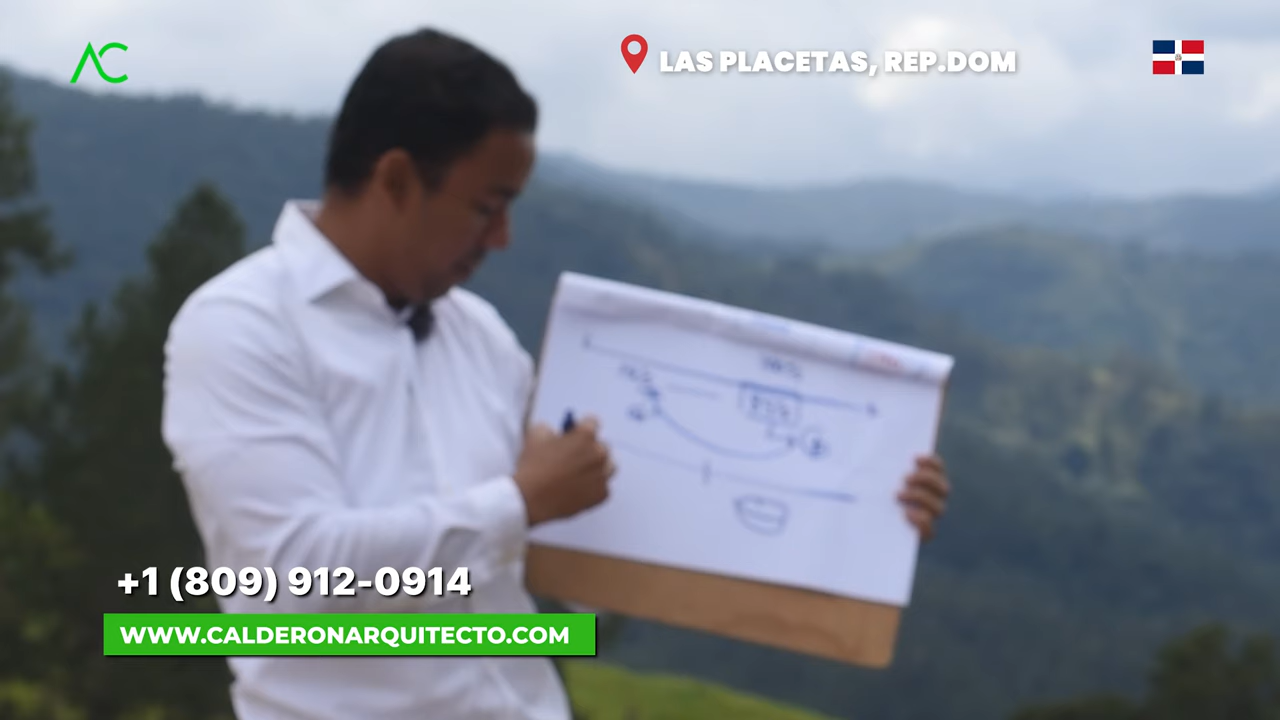 AC
LAS PLACETAS, REP.DOM
+1 (809) 912-0914
WWW.CALDERONARQUITECTO.COM